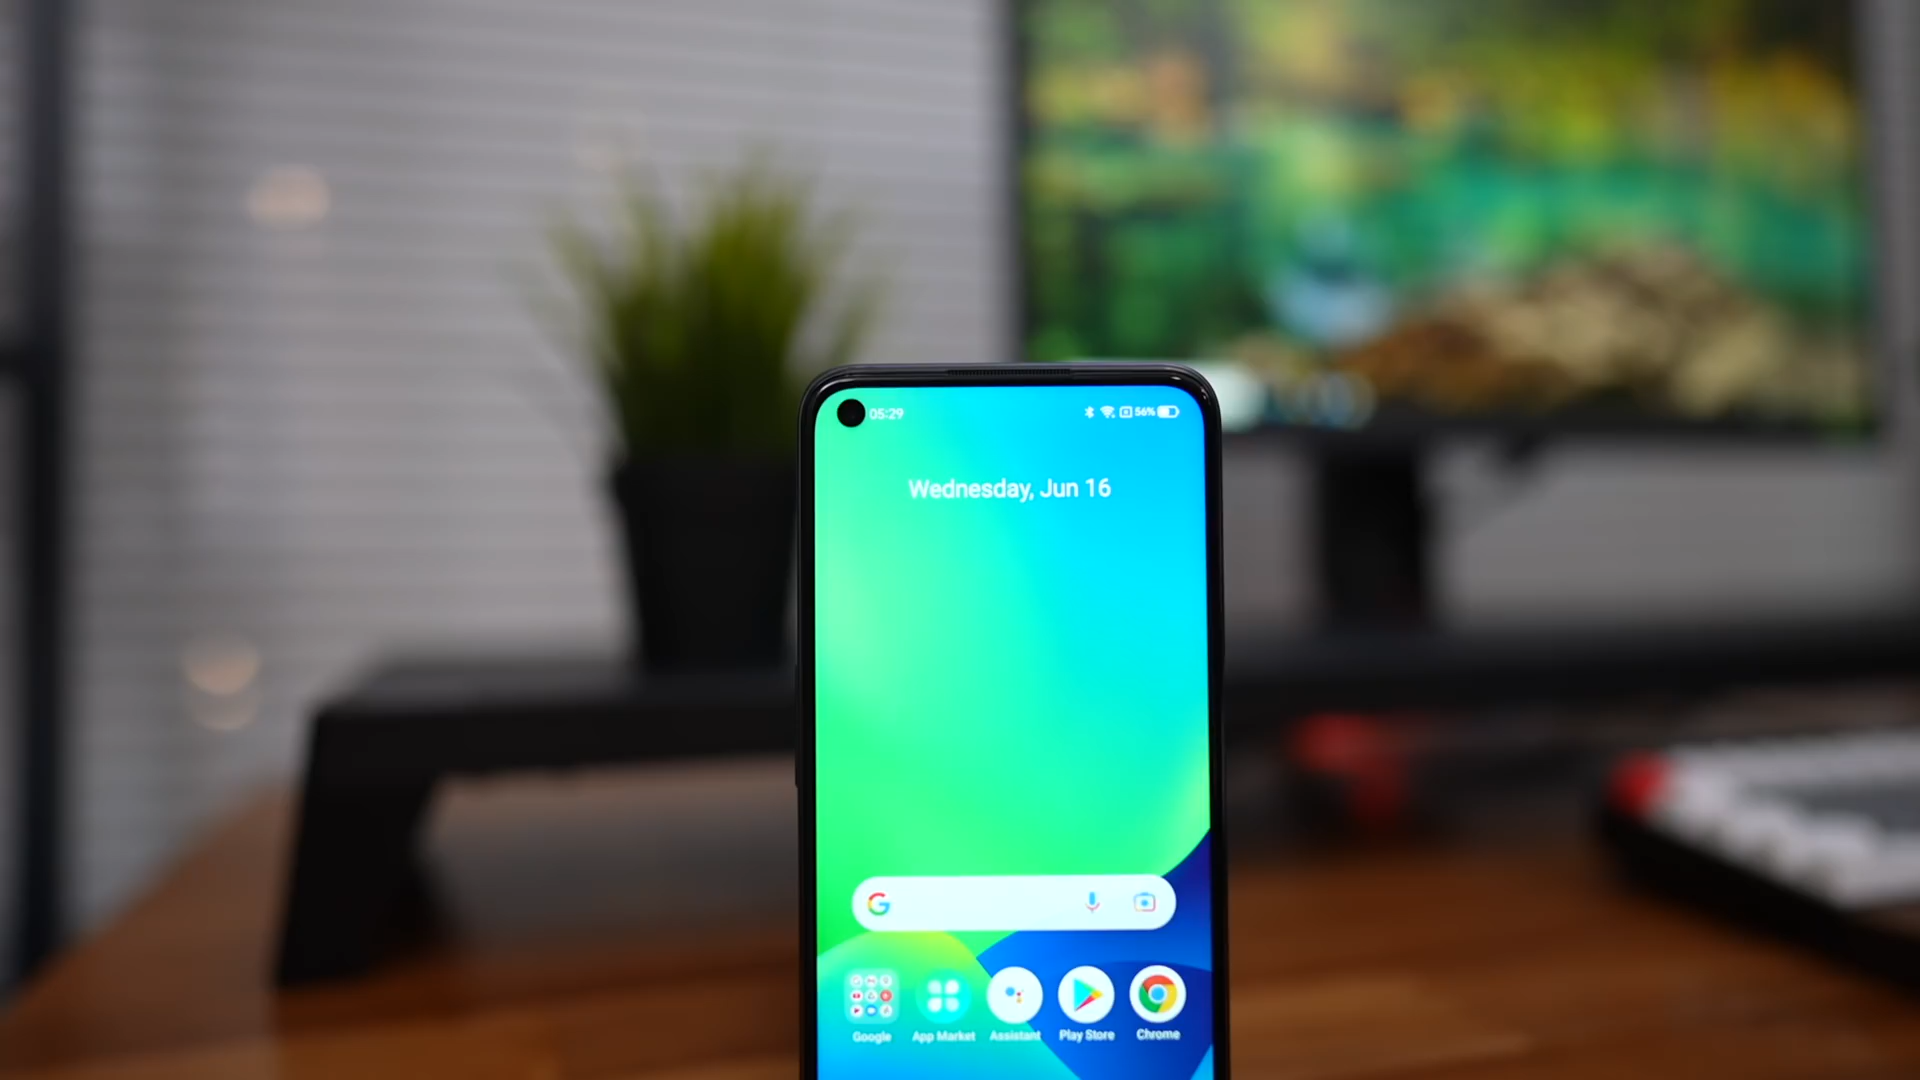 05:29 56%
Wednesday, Jun 16
G
Google App Market Assistant Play Store Chrome